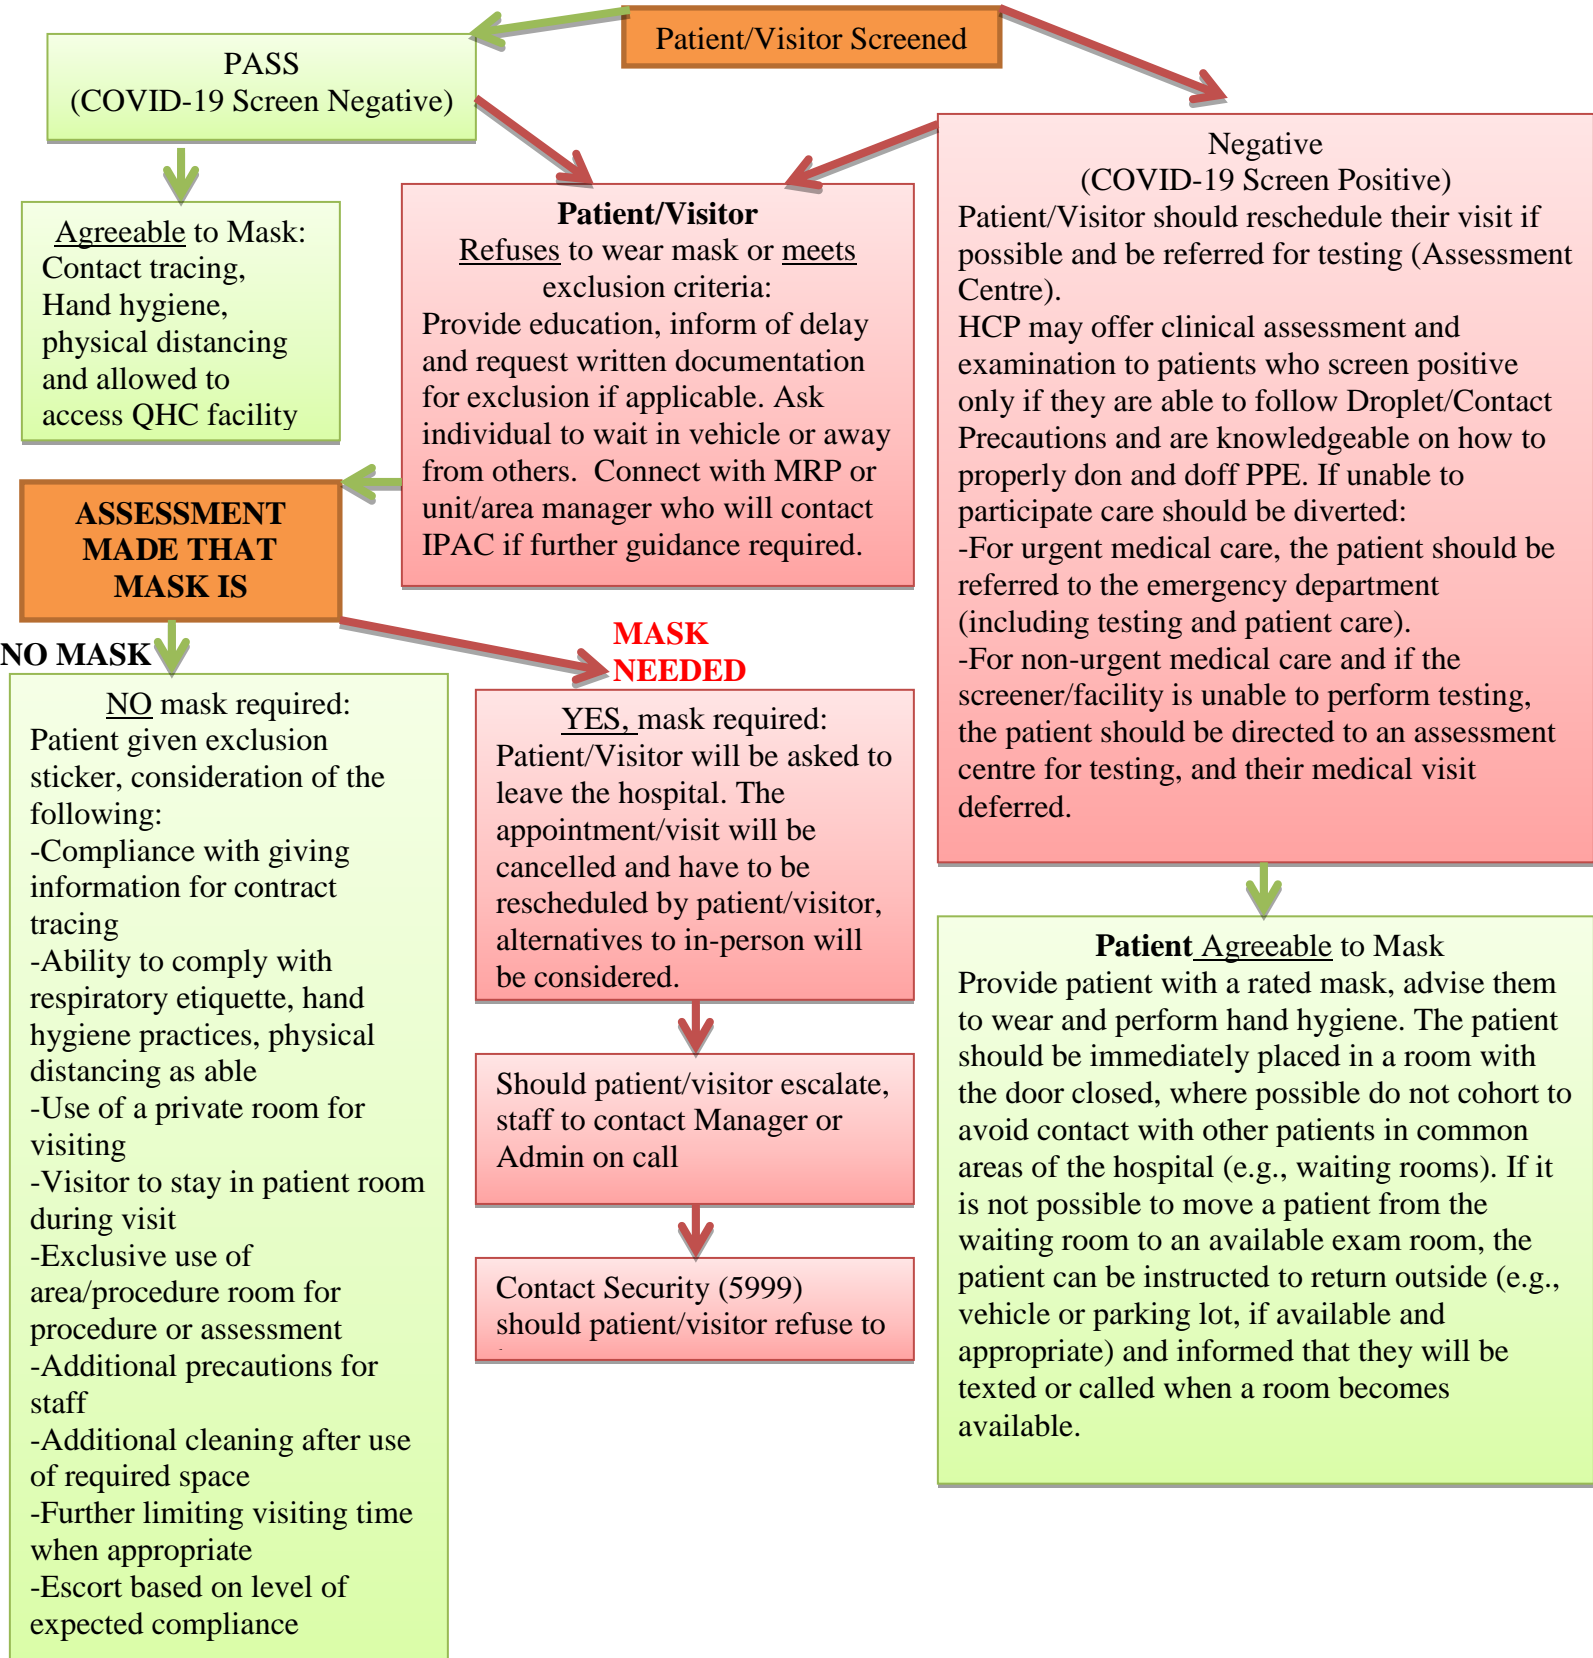 Patient/Visitor Screened
PASS
(COVID-19 Screen Negative)
Agreeable to Mask:
Contact tracing,
Hand hygiene,
physical distancing
and allowed to
access QHC facility
Patient/Visitor
Refuses to wear mask or meets
exclusion criteria:
Provide education, inform of delay
and request written documentation
for exclusion if applicable. Ask
individual to wait in vehicle or away
from others.  Connect with MRP or
unit/area manager who will contact
IPAC if further guidance required.
Negative
(COVID-19 Screen Positive)
Patient/Visitor should reschedule their visit if
possible and be referred for testing (Assessment
Centre).
HCP may offer clinical assessment and
examination to patients who screen positive
only if they are able to follow Droplet/Contact
Precautions and are knowledgeable on how to
properly don and doff PPE. If unable to
participate care should be diverted:
-For urgent medical care, the patient should be
referred to the emergency department
(including testing and patient care).
-For non-urgent medical care and if the
screener/facility is unable to perform testing,
the patient should be directed to an assessment
centre for testing, and their medical visit
deferred.
ASSESSMENT
MADE THAT
MASK IS
NO MASK
MASK
NEEDED
NO mask required:
Patient given exclusion
sticker, consideration of the
following:
-Compliance with giving
information for contract
tracing
-Ability to comply with
respiratory etiquette, hand
hygiene practices, physical
distancing as able
-Use of a private room for
visiting
-Visitor to stay in patient room
during visit
-Exclusive use of
area/procedure room for
procedure or assessment
-Additional precautions for
staff
-Additional cleaning after use
of required space
-Further limiting visiting time
when appropriate
-Escort based on level of
expected compliance
YES, mask required:
Patient/Visitor will be asked to
leave the hospital. The
appointment/visit will be
cancelled and have to be
rescheduled by patient/visitor,
alternatives to in-person will
be considered.
Should patient/visitor escalate,
staff to contact Manager or
Admin on call
Contact Security (5999)
should patient/visitor refuse to
Patient Agreeable to Mask
Provide patient with a rated mask, advise them
to wear and perform hand hygiene. The patient
should be immediately placed in a room with
the door closed, where possible do not cohort to
avoid contact with other patients in common
areas of the hospital (e.g., waiting rooms). If it
is not possible to move a patient from the
waiting room to an available exam room, the
patient can be instructed to return outside (e.g.,
vehicle or parking lot, if available and
appropriate) and informed that they will be
texted or called when a room becomes
available.